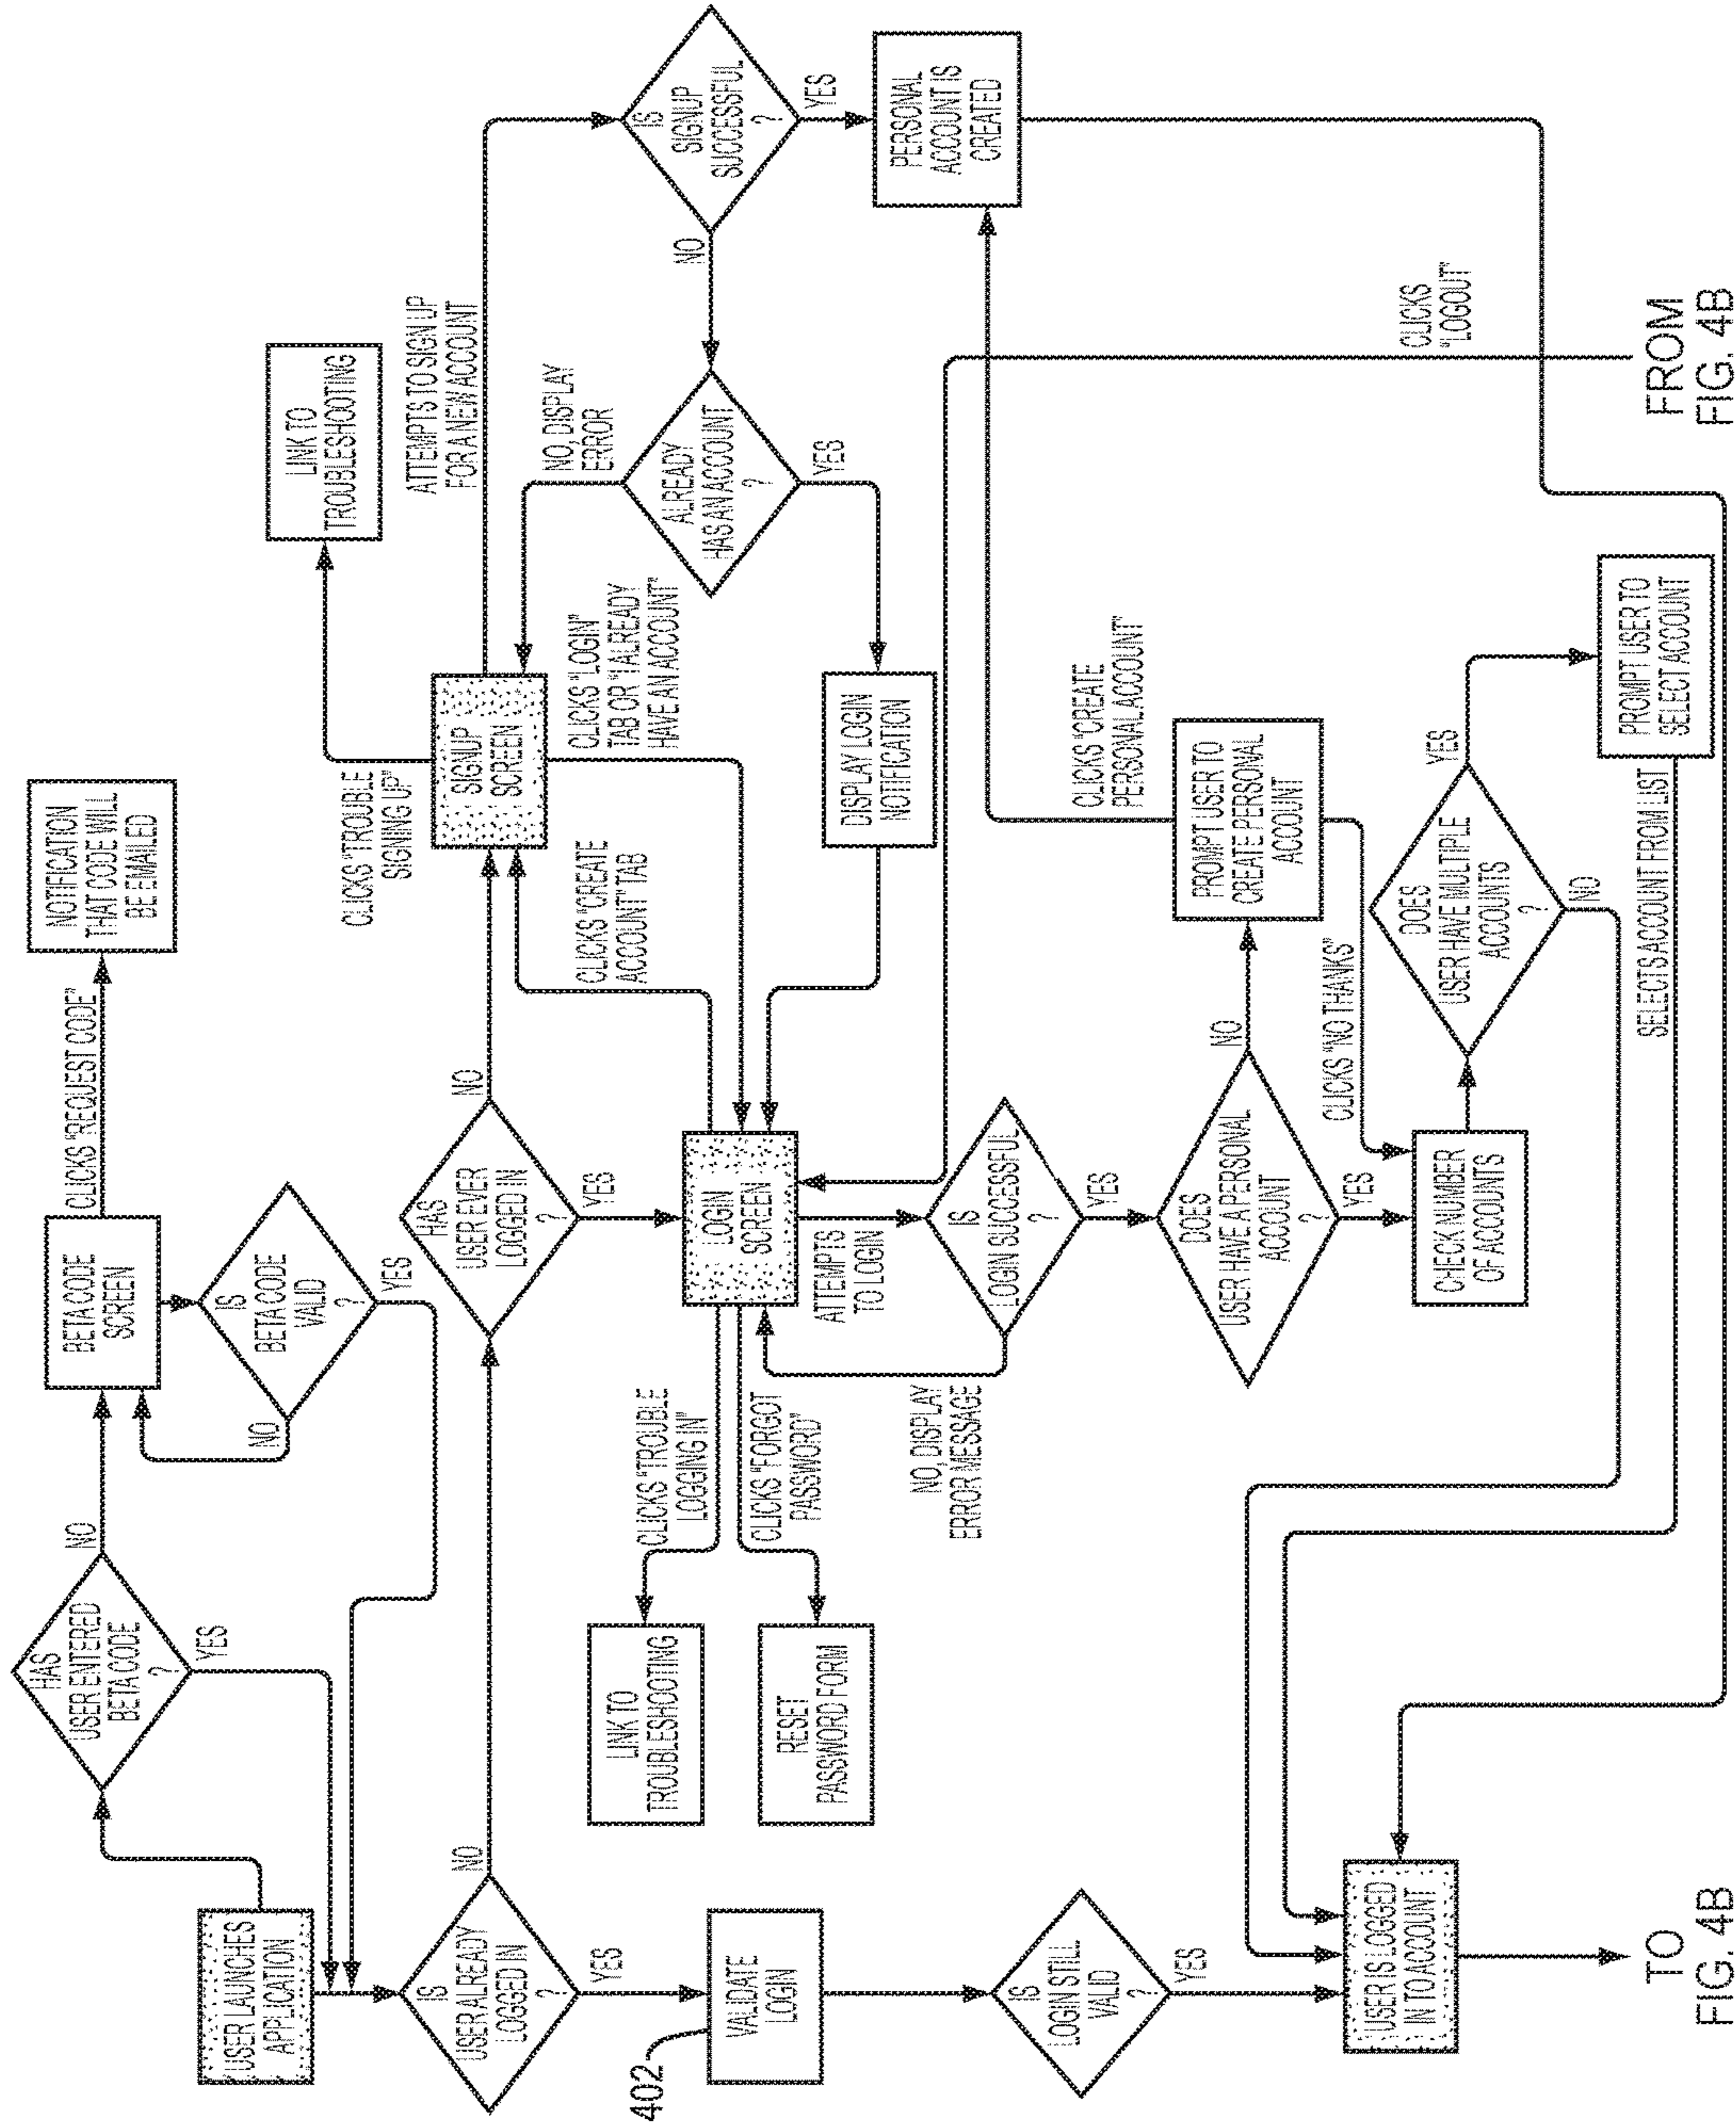 USER LAUNCHES
APPLICATION
HAS
USER ENTERED
BETA CODE
?
NO
YES
BETA CODE
SCREEN
CLICKS "REQUEST CODE"
NOTIFICATION
THAT CODE WILL
BE EMAILED
IS
BETA CODE
VALID
?
NO
YES
IS
USER ALREADY
LOGGED IN
?
NO
YES
HAS
USER EVER
LOGGED IN
?
NO
YES
SIGNUP
SCREEN
CLICKS "TROUBLE
SIGNING UP"
LINK TO
TROUBLESHOOTING
ATTEMPTS TO SIGN UP
FOR A NEW ACCOUNT
IS
SIGNUP
SUCCESSFUL
?
NO
YES
ALREADY
HAS AN ACCOUNT
?
NO, DISPLAY
ERROR
YES
DISPLAY LOGIN
NOTIFICATION
CLICKS "LOGIN"
TAB OR "I ALREADY
HAVE AN ACCOUNT"
CLICKS "CREATE
ACCOUNT" TAB
PERSONAL
ACCOUNT IS
CREATED
LOGIN
SCREEN
CLICKS "TROUBLE
LOGGING IN"
LINK TO
TROUBLESHOOTING
CLICKS "FORGOT
PASSWORD"
RESET
PASSWORD FORM
ATTEMPTS
TO LOGIN
IS
LOGIN SUCCESSFUL
?
NO, DISPLAY
ERROR MESSAGE
YES
402
VALIDATE
LOGIN
IS
LOGIN STILL
VALID
?
YES
DOES
USER HAVE A PERSONAL
ACCOUNT
?
NO
YES
PROMPT USER TO
CREATE PERSONAL
ACCOUNT
CLICKS "CREATE
PERSONAL ACCOUNT"
CLICKS "NO THANKS"
CHECK NUMBER
OF ACCOUNTS
DOES
USER HAVE MULTIPLE
ACCOUNTS
?
YES
NO
PROMPT USER TO
SELECT ACCOUNT
SELECTS ACCOUNT FROM LIST
USER IS LOGGED
IN TO ACCOUNT
CLICKS
"LOGOUT"
TO
FIG. 4B
FROM
FIG. 4B